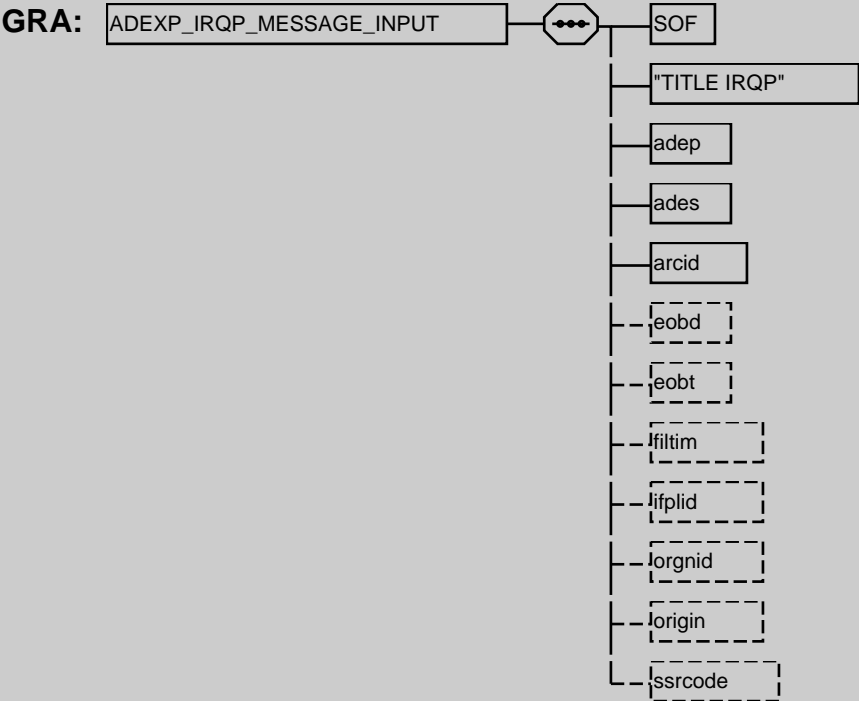 GRA: ADEXP_IRQP_MESSAGE_INPUT SOF
"TITLE IRQP"
adep
ades
arcid
eobd
eobt
filtim
ifplid
orgnid
origin
ssrcode